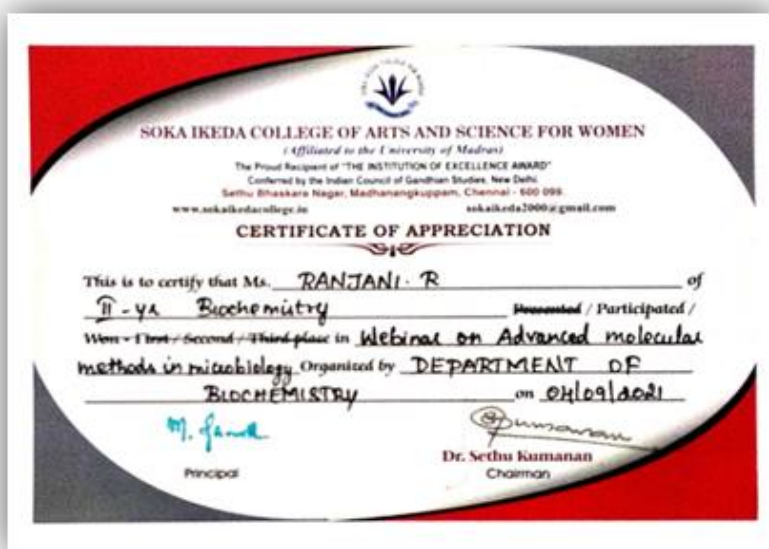 SOKA IKEDA COLLEGE OF ARTS AND SCIENCE FOR WOMEN
(Affiliated to the University of Madras)
The Proud Recipient of "THE INSTITUTION OF EXCELLENCE AWARD"
Conferred by the Indian Council of Gandhian Studies, New Delhi.
Sethu Bhaskara Nagar, Madhanangkuppam, Chennai - 600 099.
www.sokaikedacollege.in sokaikeda2000@gmail.com
CERTIFICATE OF APPRECIATION
This is to certify that Ms. RANJANI. R of
II - yr Biochemistry Presented / Participated /
Won - First / Second / Third place in Webinar on Advanced molecular
methods in microbiology Organized by DEPARTMENT OF
BIOCHEMISTRY on 04/09/2021
Principal
Dr. Sethu Kumanan
Chairman